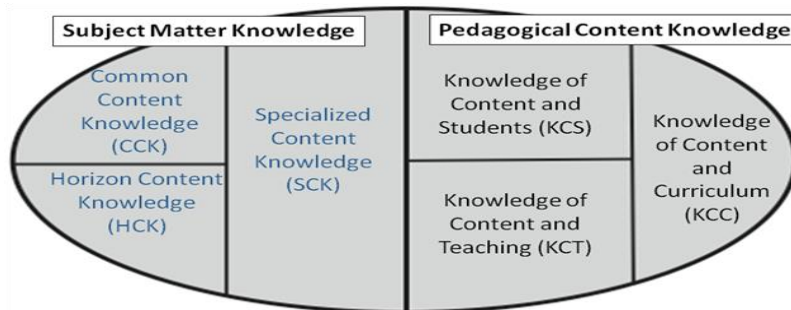 Subject Matter Knowledge
Pedagogical Content Knowledge
Common
Content
Knowledge
(CCK)
Horizon Content
Knowledge
(HCK)
Specialized
Content
Knowledge
(SCK)
Knowledge of
Content and
Students (KCS)
Knowledge of
Content and
Teaching (KCT)
Knowledge
of Content
and
Curriculum
(KCC)